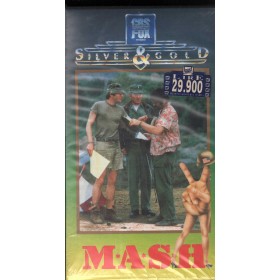 CBS
FOX
SILVER & GOLD
LIRE
29.900
M*A*S*H